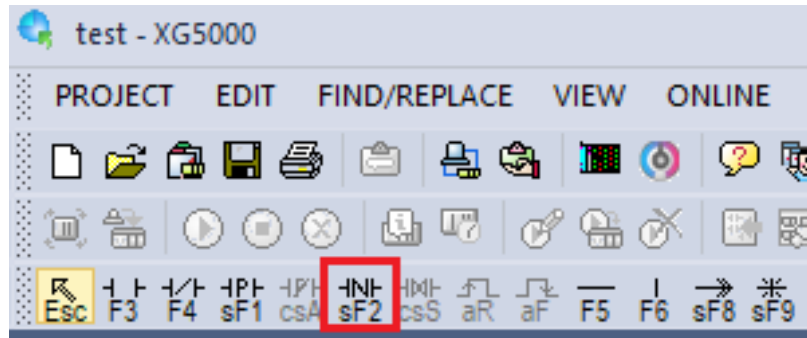 test - XG5000
PROJECT EDIT FIND/REPLACE VIEW ONLINE
Esc F3 F4 sF1 csA sF2 csS aR aF F5 F6 sF8 sF9